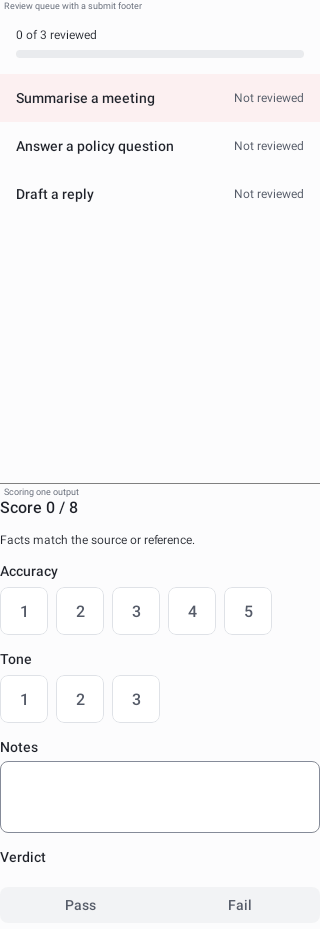 Review queue with a submit footer
0 of 3 reviewed
Summarise a meeting Not reviewed
Answer a policy question Not reviewed
Draft a reply Not reviewed
Scoring one output
Score 0 / 8
Facts match the source or reference.
Accuracy
1 2 3 4 5
Tone
1 2 3
Notes
Verdict
Pass Fail